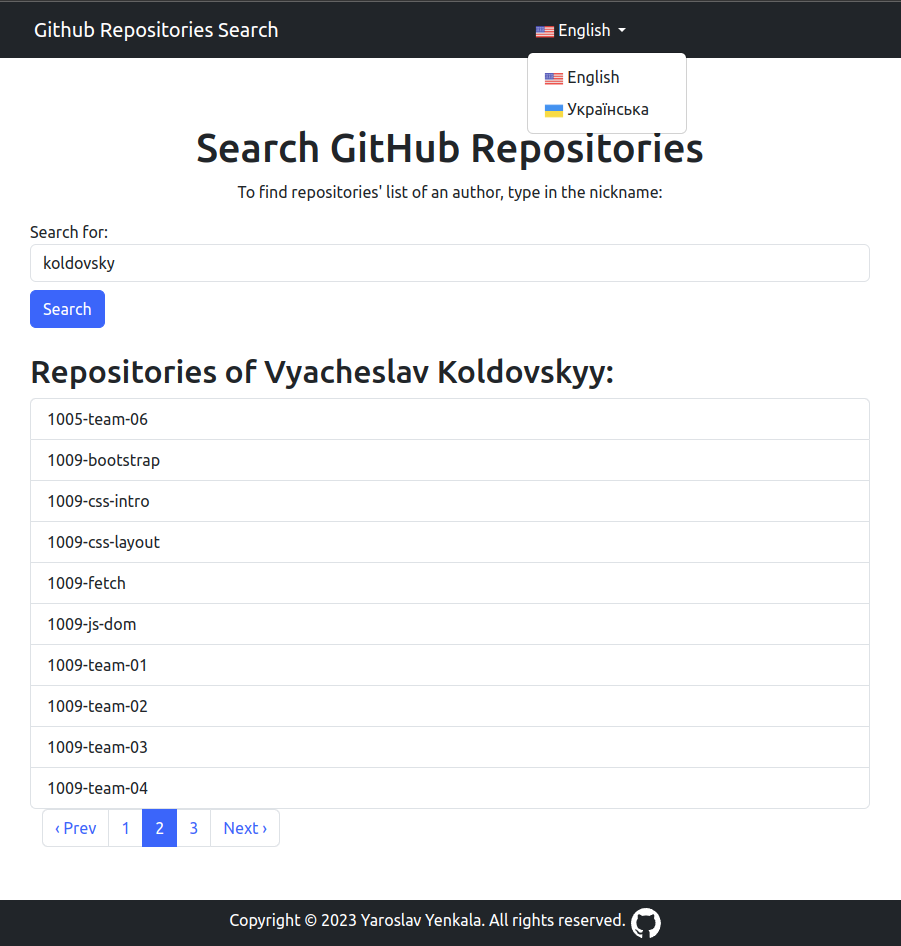 Github Repositories Search
English
English
Українська
Search GitHub Repositories
To find repositories' list of an author, type in the nickname:
Search for:
koldovsky
Search
Repositories of Vyacheslav Koldovskyy:
1005-team-06
1009-bootstrap
1009-css-intro
1009-css-layout
1009-fetch
1009-js-dom
1009-team-01
1009-team-02
1009-team-03
1009-team-04
‹ Prev 1 2 3 Next ›
Copyright © 2023 Yaroslav Yenkala. All rights reserved.